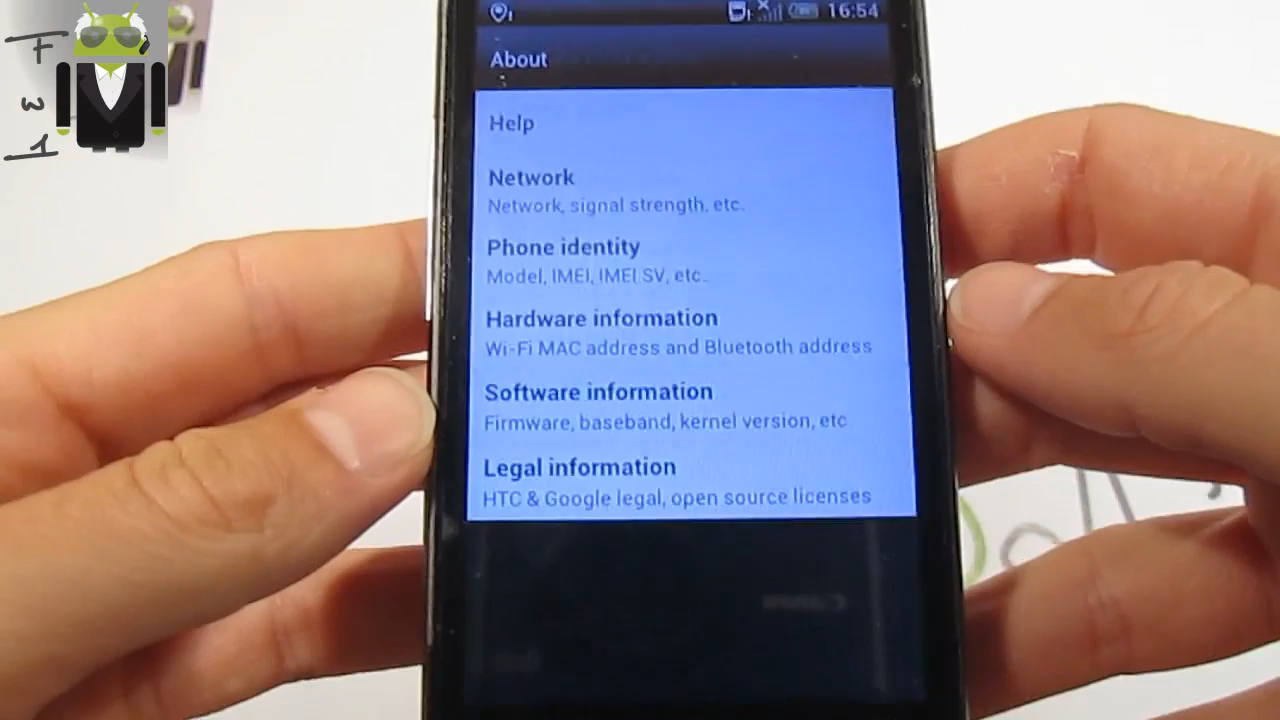 F
w
1
16:54
About
Help
Network
Network, signal strength, etc.
Phone identity
Model, IMEI, IMEI SV, etc.
Hardware information
Wi-Fi MAC address and Bluetooth address
Software information
Firmware, baseband, kernel version, etc
Legal information
HTC & Google legal, open source licenses